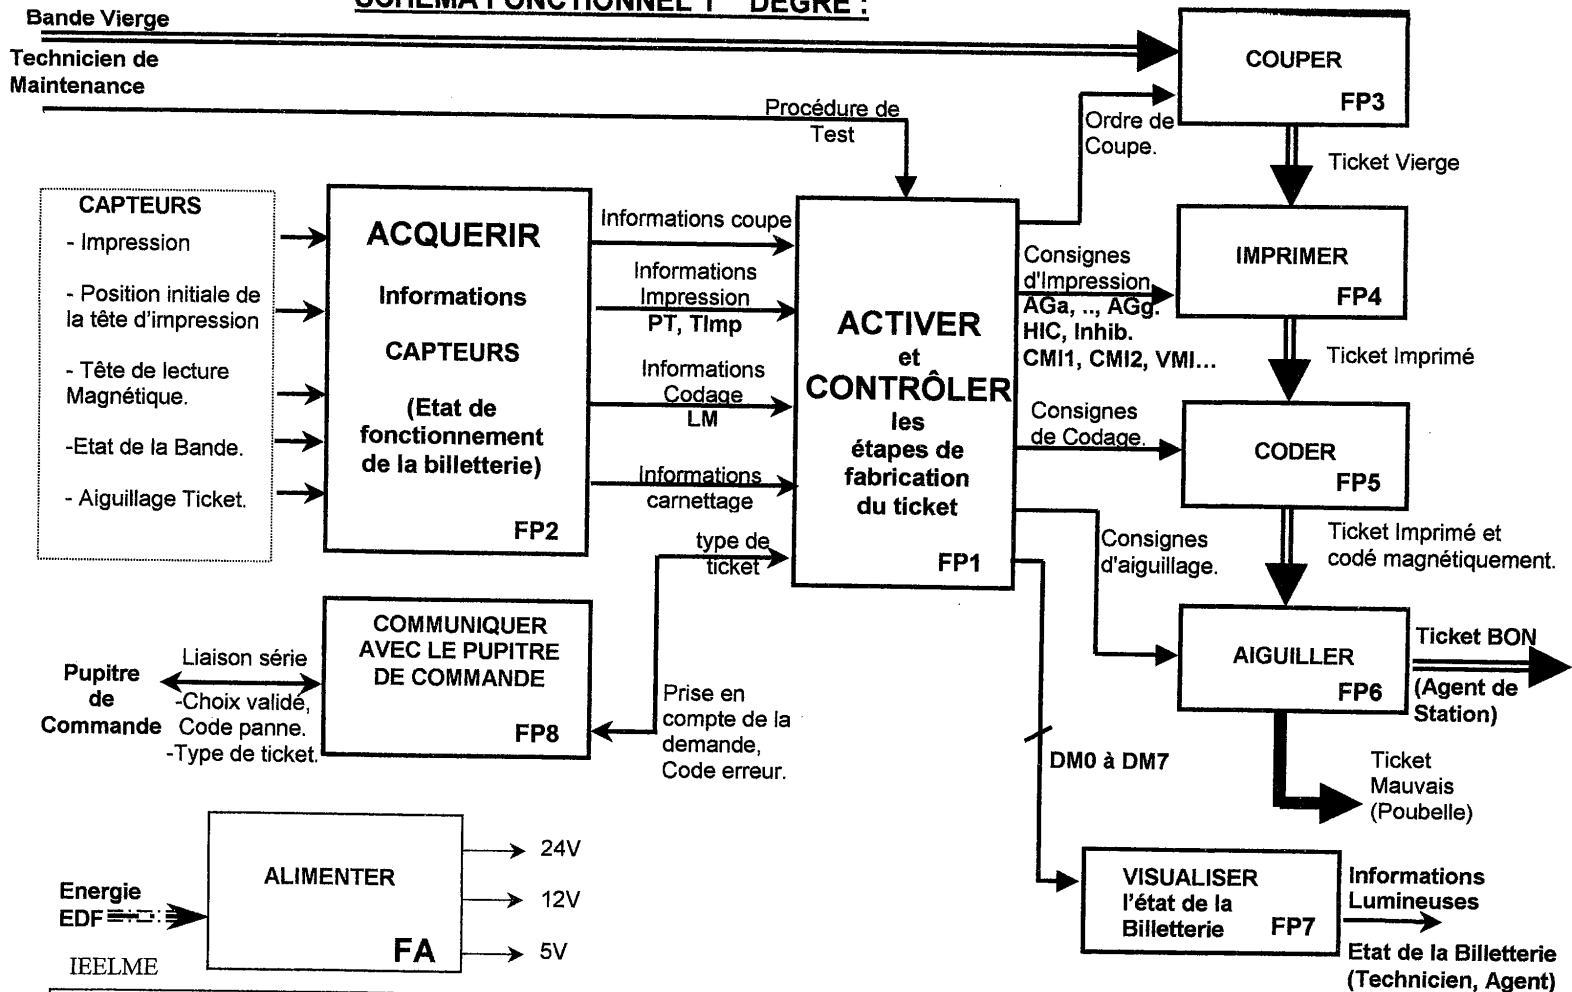 SCHEMA FONCTIONNEL 1 DEGRE :
Bande Vierge
Technicien de
Maintenance
Procédure de
Test
COUPER
FP3
Ordre de
Coupe.
Ticket Vierge
CAPTEURS
- Impression
- Position initiale de
la tête d'impression
- Tête de lecture
Magnétique.
-Etat de la Bande.
- Aiguillage Ticket.
ACQUERIR
Informations
CAPTEURS
(Etat de
fonctionnement
de la billetterie)
FP2
Informations coupe
Informations
Impression
PT, TImp
Informations
Codage
LM
Informations
carnettage
type de
ticket
ACTIVER
et
CONTRÔLER
les
étapes de
fabrication
du ticket
FP1
Consignes
d'Impression
AGa, .., AGg.
HIC, Inhib.
CMI1, CMI2, VMI...
IMPRIMER
FP4
Ticket Imprimé
Consignes
de Codage.
CODER
FP5
Ticket Imprimé et
codé magnétiquement.
Consignes
d'aiguillage.
AIGUILLER
FP6
Ticket BON
(Agent de
Station)
Ticket
Mauvais
(Poubelle)
COMMUNIQUER
AVEC LE PUPITRE
DE COMMANDE
FP8
Pupitre
de
Commande
Liaison série
-Choix validé,
Code panne.
-Type de ticket.
Prise en
compte de la
demande,
Code erreur.
DM0 à DM7
VISUALISER
l'état de la
Billetterie
FP7
Informations
Lumineuses
Etat de la Billetterie
(Technicien, Agent)
Energie
EDF
ALIMENTER
FA
24V
12V
5V
IEELME